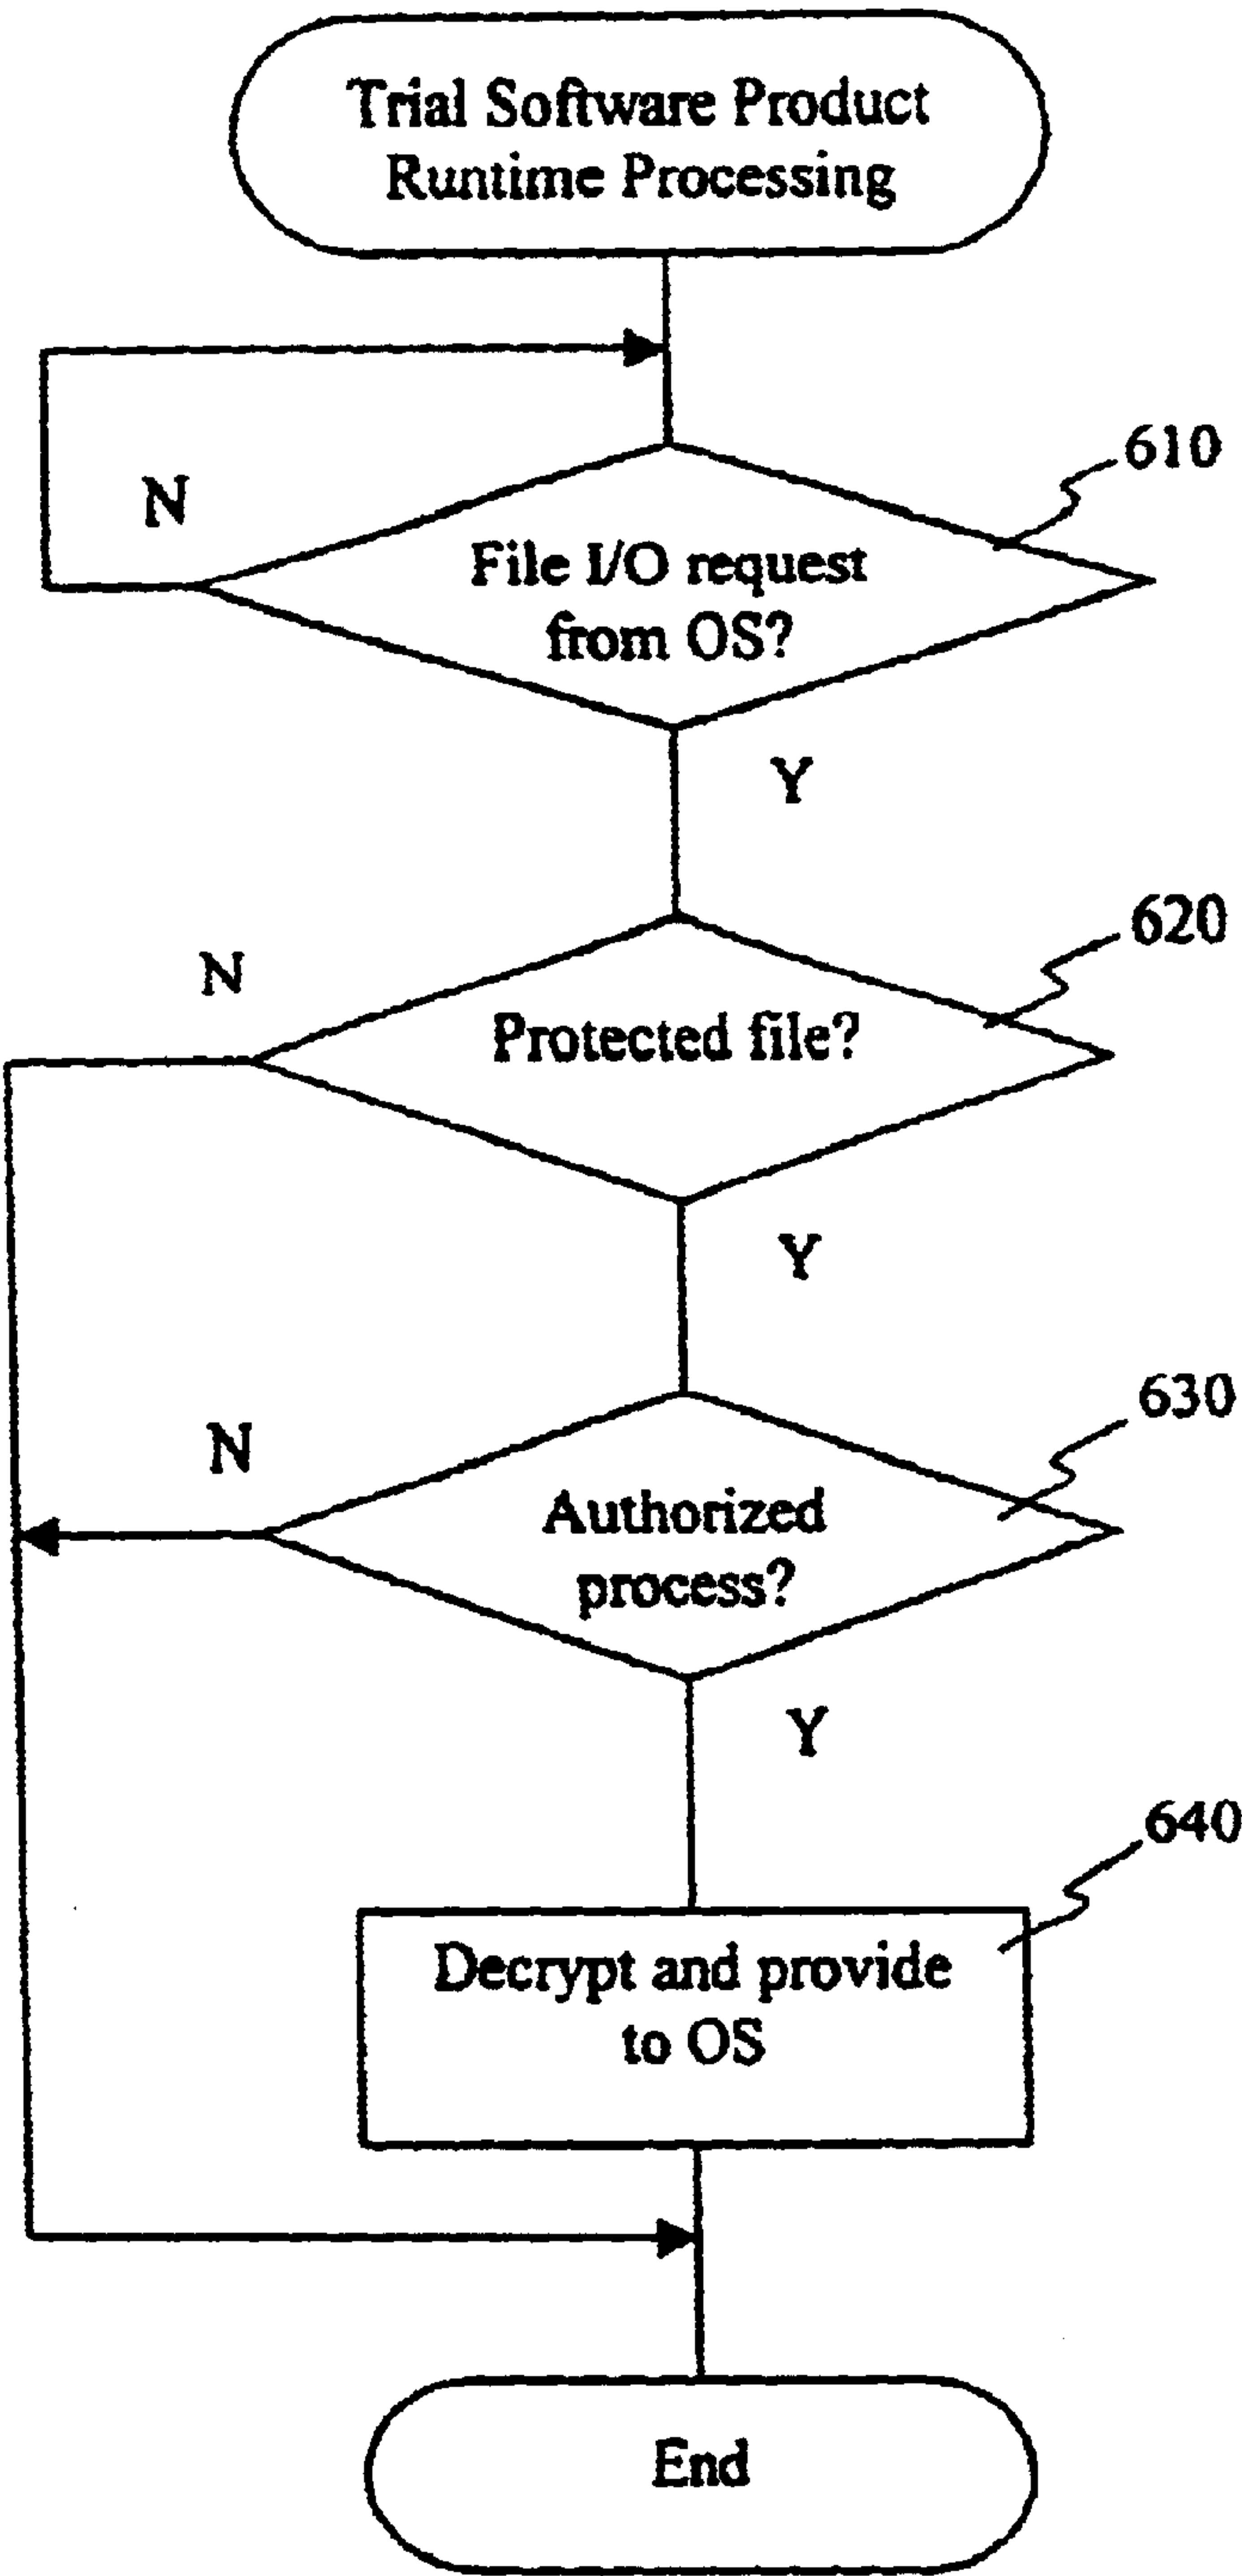 Trial Software Product
Runtime Processing
610
N
File I/O request
from OS?
Y
620
N
Protected file?
Y
630
N
Authorized
process?
Y
640
Decrypt and provide
to OS
End